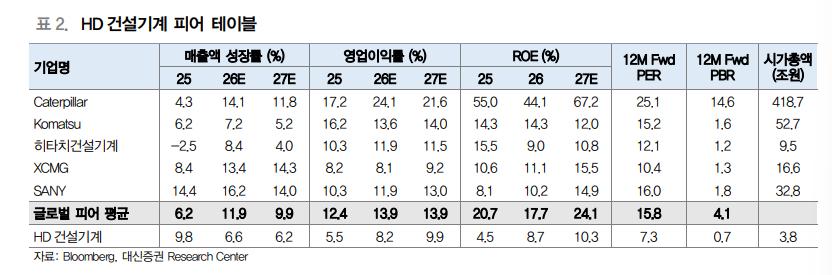 표 2. HD 건설기계 피어 테이블
기업명 매출액 성장률 (%) 영업이익률 (%) ROE (%) 12M Fwd PER 12M Fwd PBR 시가총액 (조원)
25 26E 27E 25 26E 27E 25 26 27E
Caterpillar 4.3 14.1 11.8 17.2 24.1 21.6 55.0 44.1 67.2 25.1 14.6 418.7
Komatsu 6.2 7.2 5.2 16.2 13.6 14.0 14.3 14.3 12.0 15.2 1.6 52.7
히타치건설기계 -2.5 8.4 4.0 10.3 11.9 11.5 15.5 9.0 10.8 12.1 1.2 9.5
XCMG 8.4 13.4 14.3 8.2 8.1 9.2 10.6 11.1 15.5 10.4 1.3 16.6
SANY 14.4 16.2 14.0 10.3 11.9 13.0 8.1 10.2 14.9 16.0 1.8 32.8
글로벌 피어 평균 6.2 11.9 9.9 12.4 13.9 13.9 20.7 17.7 24.1 15.8 4.1
HD 건설기계 9.8 6.6 6.2 5.5 8.2 9.9 4.5 8.7 10.3 7.3 0.7 3.8
자료: Bloomberg, 대신증권 Research Center